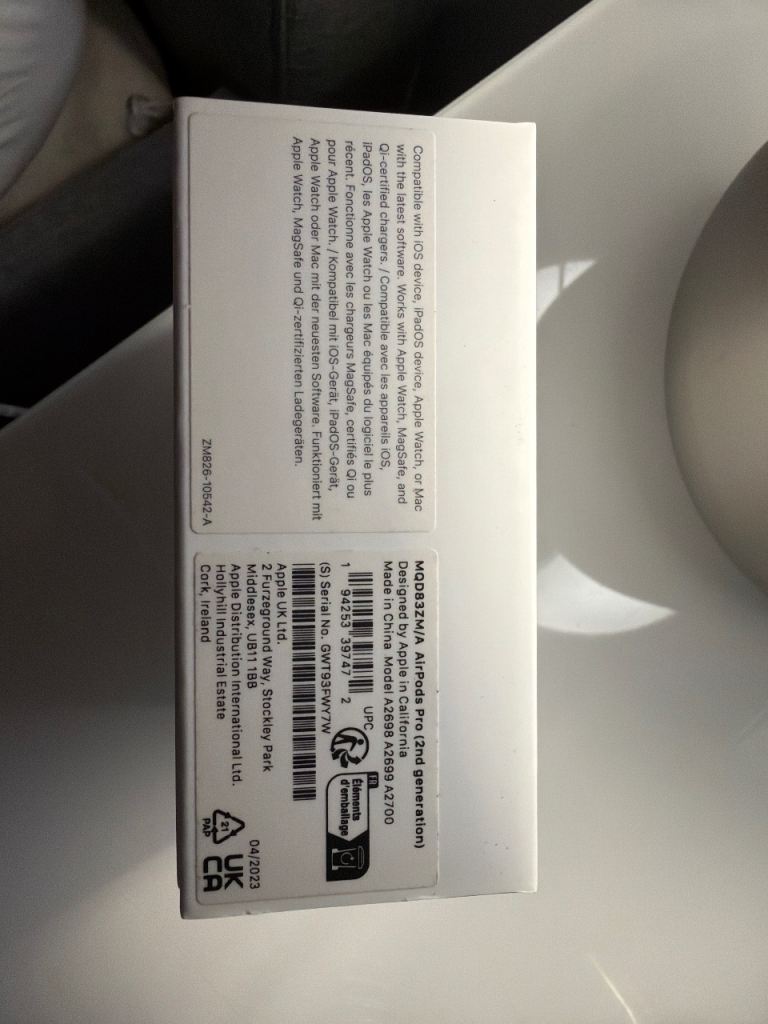 Compatible with iOS device, iPadOS device, Apple Watch, or Mac
with the latest software. Works with Apple Watch, MagSafe, and
Qi-certified chargers. / Compatible avec les appareils iOS,
iPadOS, les Apple Watch ou les Mac équipés du logiciel le plus
récent. Fonctionne avec les chargeurs MagSafe, certifiés Qi ou
pour Apple Watch. / Kompatibel mit iOS-Gerät, iPadOS-Gerät,
Apple Watch oder Mac mit der neuesten Software. Funktioniert mit
Apple Watch, MagSafe und Qi-zertifizierten Ladegeräten.
ZM826-10542-A
MQD83ZM/A AirPods Pro (2nd generation)
Designed by Apple in California
Made in China Model A2698 A2699 A2700
UPC
1 94253 39747 2
FR
Éléments
d'emballage
(S) Serial No. GWT93FWY7W
Apple UK Ltd.
2 Furzeground Way, Stockley Park
Middlesex, UB11 1BB
Apple Distribution International Ltd.
Hollyhill Industrial Estate
Cork, Ireland
04/2023
21
PAP
UK
CA